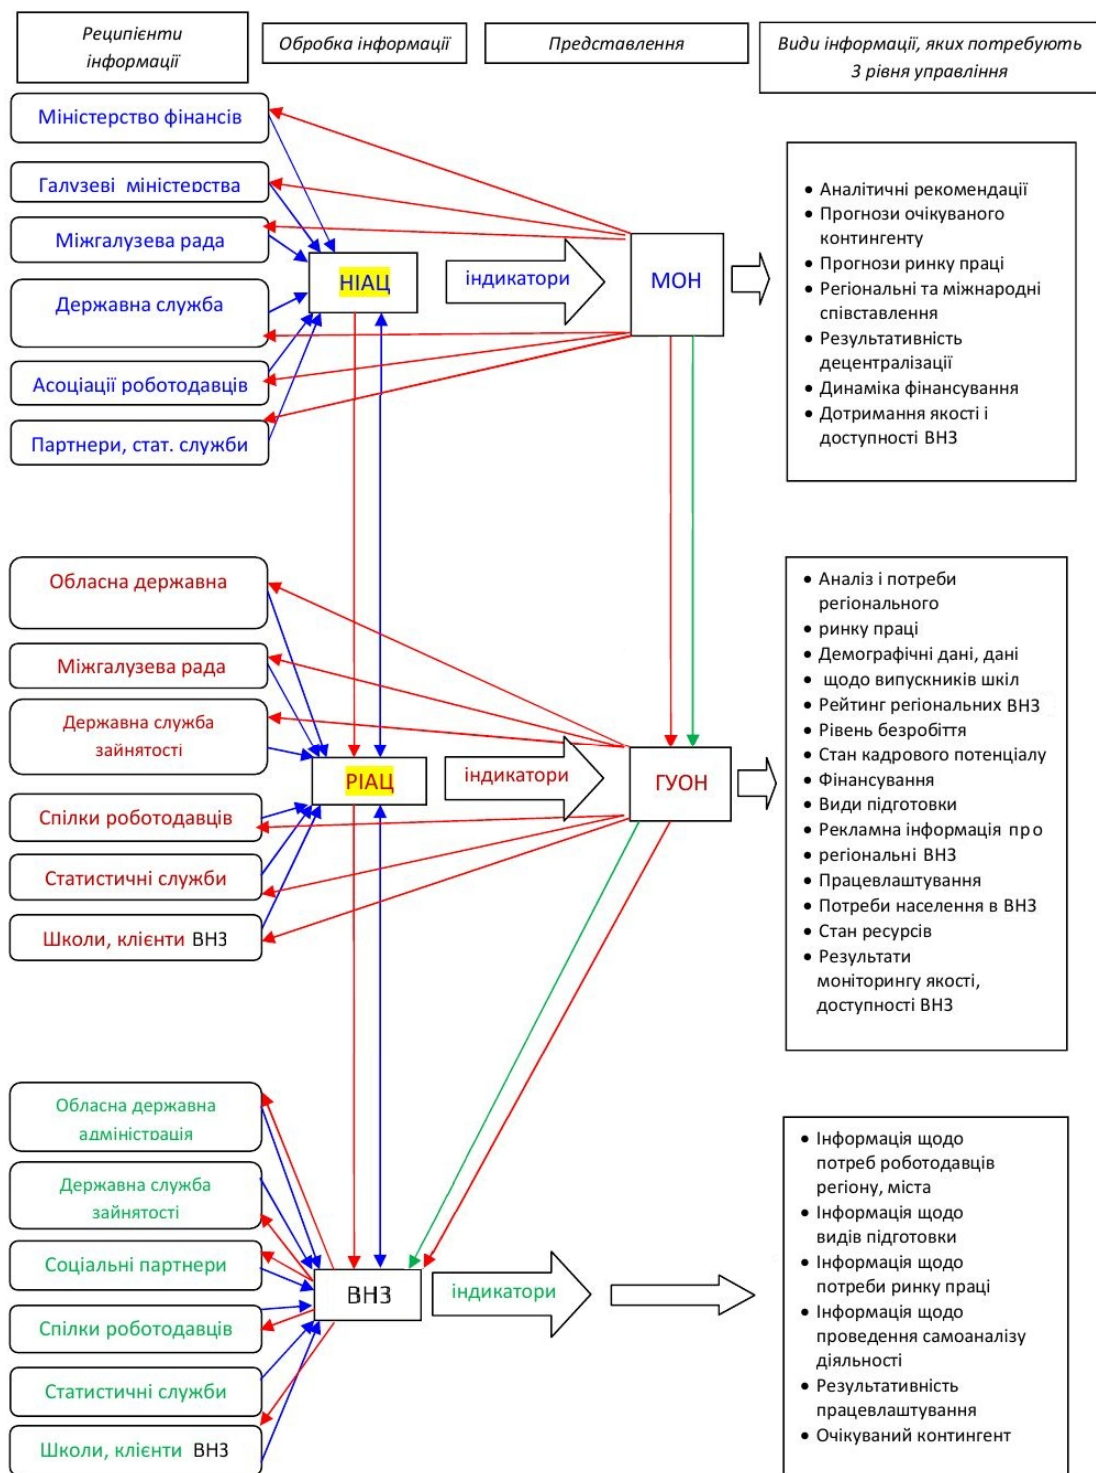 Реципієнти
інформації
Обробка інформації
Представлення
Види інформації, яких потребують
3 рівня управління
Міністерство фінансів
Галузеві міністерства
Міжгалузева рада
Державна служба
Асоціації роботодавців
Партнери, стат. служби
НІАЦ
індикатори
МОН
• Аналітичні рекомендації
• Прогнози очікуваного
контингенту
• Прогнози ринку праці
• Регіональні та міжнародні
співставлення
• Результативність
децентралізації
• Динаміка фінансування
• Дотримання якості і
доступності ВНЗ
Обласна державна
Міжгалузева рада
Державна служба
зайнятості
Спілки роботодавців
Статистичні служби
Школи, клієнти ВНЗ
РІАЦ
індикатори
ГУОН
• Аналіз і потреби
регіонального
• ринку праці
• Демографічні дані, дані
• щодо випускників шкіл
• Рейтинг регіональних ВНЗ
• Рівень безробіття
• Стан кадрового потенціалу
• Фінансування
• Види підготовки
• Рекламна інформація про
• регіональні ВНЗ
• Працевлаштування
• Потреби населення в ВНЗ
• Стан ресурсів
• Результати
моніторингу якості,
доступності ВНЗ
Обласна державна
адміністрація
Державна служба
зайнятості
Соціальні партнери
Спілки роботодавців
Статистичні служби
Школи, клієнти ВНЗ
ВНЗ
індикатори
• Інформація щодо
потреб роботодавців
регіону, міста
• Інформація щодо
видів підготовки
• Інформація щодо
потреби ринку праці
• Інформація щодо
проведення самоаналізу
діяльності
• Результативність
працевлаштування
• Очікуваний контингент